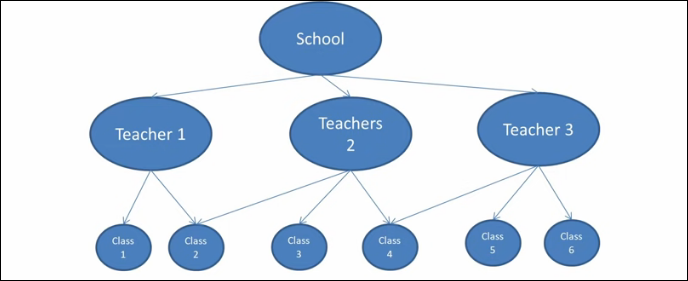 School
Teacher 1
Teachers
2
Teacher 3
Class
1
Class
2
Class
3
Class
4
Class
5
Class
6